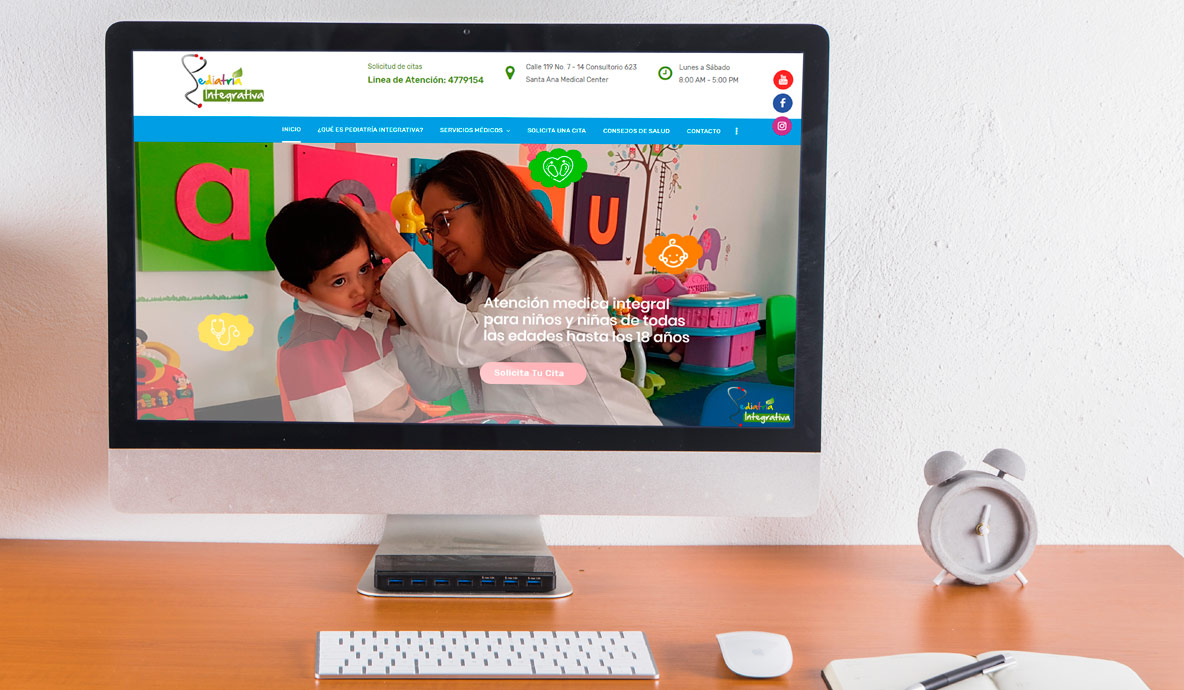 Pediatría
Integrativa
Solicitud de citas
Linea de Atención: 4779154
Calle 119 No. 7 - 14 Consultorio 623
Santa Ana Medical Center
Lunes a Sábado
8:00 AM - 5:00 PM
INICIO
¿QUÉ ES PEDIATRÍA INTEGRATIVA?
SERVICIOS MÉDICOS
SOLICITA UNA CITA
CONSEJOS DE SALUD
CONTACTO
a
u
Atención medica integral
para niños y niñas de todas
las edades hasta los 18 años
Solicita Tu Cita
Pediatría
Integrativa